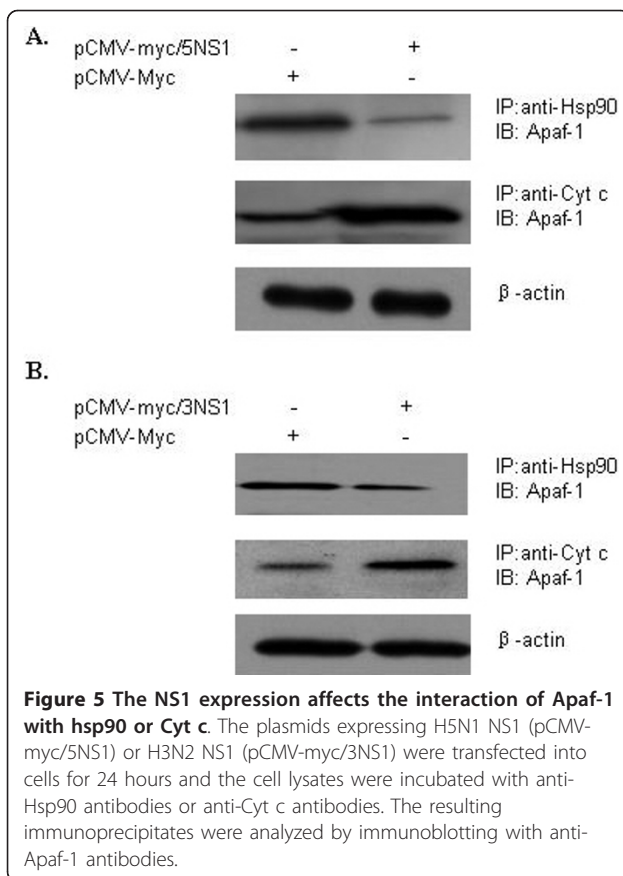 A.
pCMV-myc/5NS1 - +
pCMV-Myc + -
IP:anti-Hsp90
IB: Apaf-1
IP:anti-Cyt c
IB: Apaf-1
β-actin
B.
pCMV-myc/3NS1 - +
pCMV-Myc + -
IP:anti-Hsp90
IB: Apaf-1
IP:anti-Cyt c
IB: Apaf-1
β-actin
Figure 5 The NS1 expression affects the interaction of Apaf-1
with hsp90 or Cyt c. The plasmids expressing H5N1 NS1 (pCMV-
myc/5NS1) or H3N2 NS1 (pCMV-myc/3NS1) were transfected into
cells for 24 hours and the cell lysates were incubated with anti-
Hsp90 antibodies or anti-Cyt c antibodies. The resulting
immunoprecipitates were analyzed by immunoblotting with anti-
Apaf-1 antibodies.